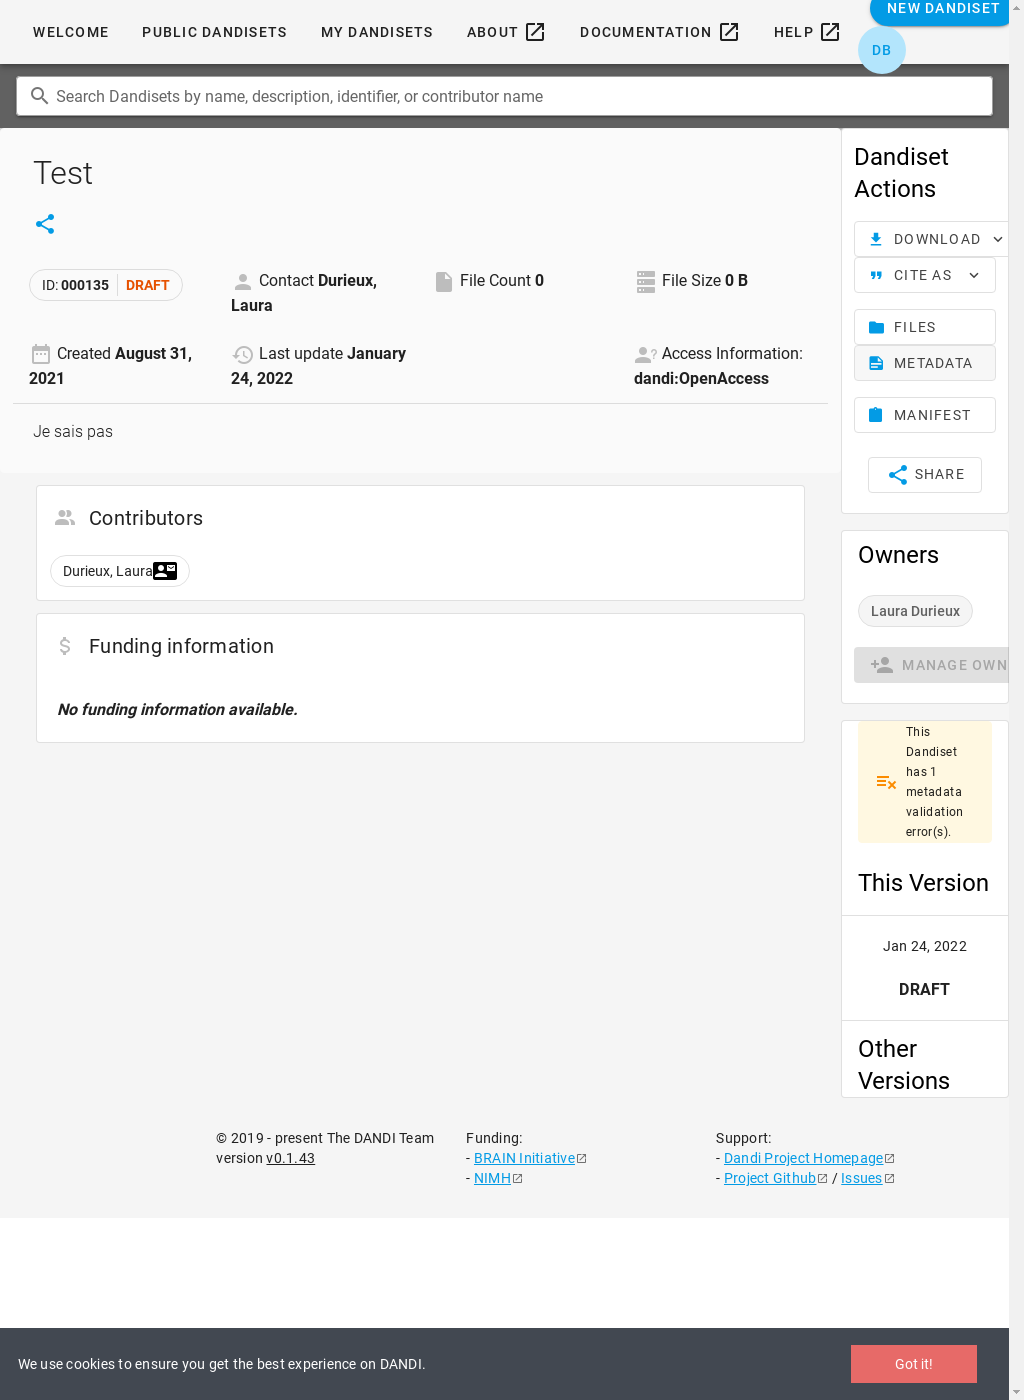 WELCOME PUBLIC DANDISETS MY DANDISETS ABOUT DOCUMENTATION HELP NEW DANDISET
DB
Search Dandisets by name, description, identifier, or contributor name
Test
ID: 000135 DRAFT
Contact Durieux,
Laura
File Count 0
File Size 0 B
Created August 31,
2021
Last update January
24, 2022
Access Information:
dandi:OpenAccess
Je sais pas
Contributors
Durieux, Laura
Funding information
No funding information available.
Dandiset
Actions
DOWNLOAD
CITE AS
FILES
METADATA
MANIFEST
SHARE
Owners
Laura Durieux
MANAGE OWN
This
Dandiset
has 1
metadata
validation
error(s).
This Version
Jan 24, 2022
DRAFT
Other
Versions
© 2019 - present The DANDI Team
version v0.1.43
Funding:
- BRAIN Initiative
- NIMH
Support:
- Dandi Project Homepage
- Project Github / Issues
We use cookies to ensure you get the best experience on DANDI.
Got it!